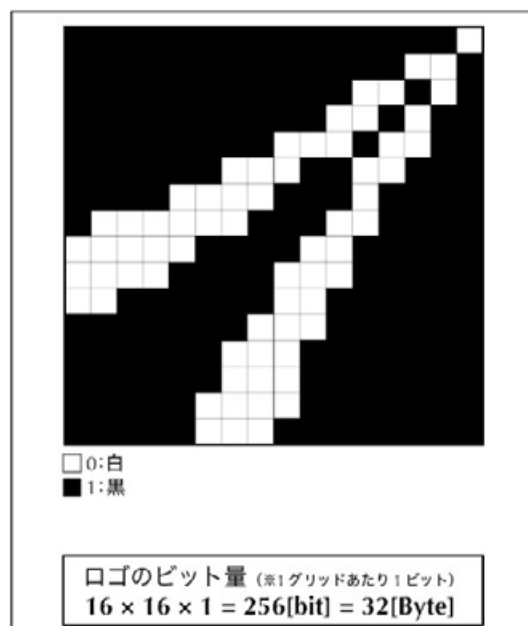 0:白
1:黒
ロゴのビット量 (※1グリッドあたり1ビット)
16 × 16 × 1 = 256[bit] = 32[Byte]